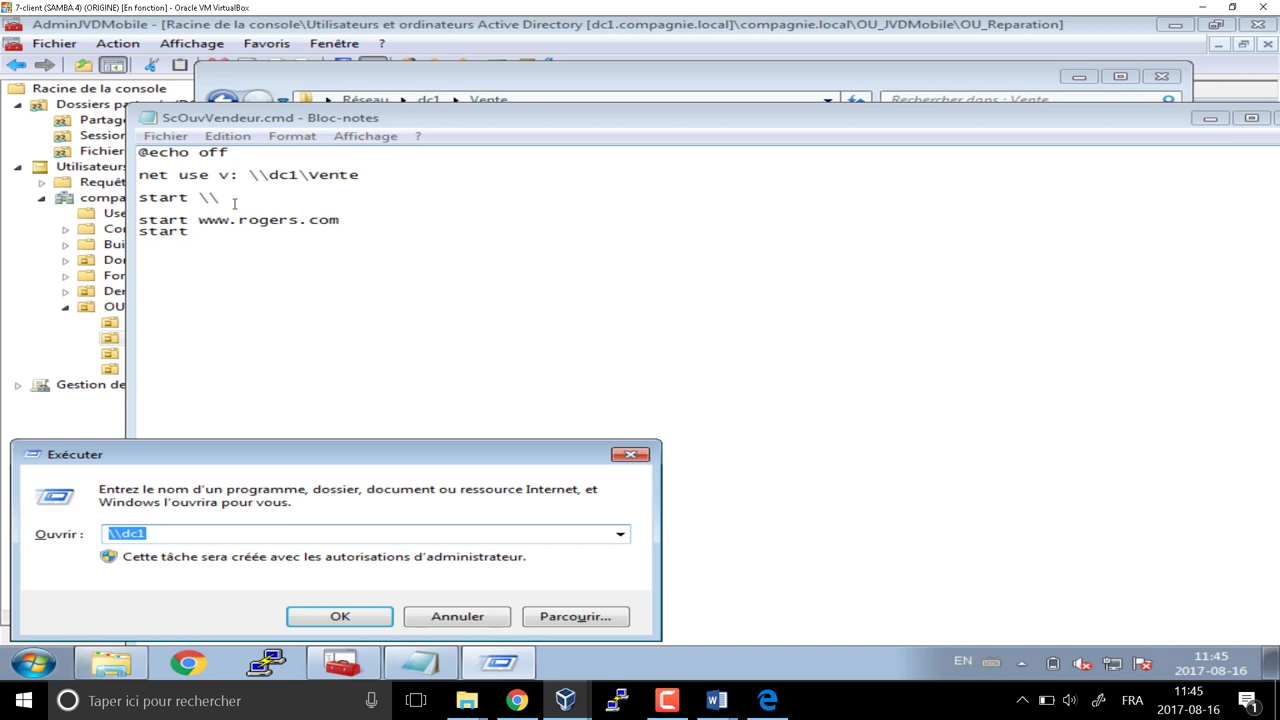 7-client (SAMBA 4) (ORIGINE) [En fonction] - Oracle VM VirtualBox
AdminJVDMobile - [Racine de la console\Utilisateurs et ordinateurs Active Directory [dc1.compagnie.local]\compagnie.local\OU_JVDMobile\OU_Reparation]
Fichier Action Affichage Favoris Fenêtre ?
Racine de la console
Dossiers
Réseau dc1 Vente
Rechercher dans : Vente
Partag
Session
Fichier
Utilisateur
Requêt
compa
Use
Co
Bui
Do
For
Der
OU
Gestion de
ScOuvVendeur.cmd - Bloc-notes
Fichier Edition Format Affichage ?
@echo off
net use v: \\dc1\Vente
start \\
start www.rogers.com
start
Exécuter
Entrez le nom d'un programme, dossier, document ou ressource Internet, et
Windows l'ouvrira pour vous.
Ouvrir : \\dc1
Cette tâche sera créée avec les autorisations d'administrateur.
OK Annuler Parcourir...
EN
11:45
2017-08-16
Taper ici pour rechercher
FRA
11:45
2017-08-16
1